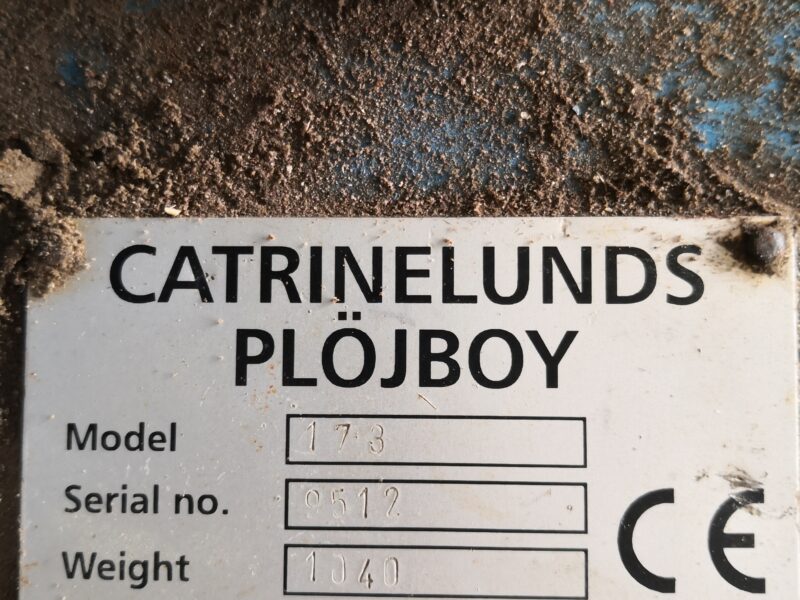 CATRINELUNDS
PLÖJBOY
Model 173
Serial no. 9512
Weight 1040
CE